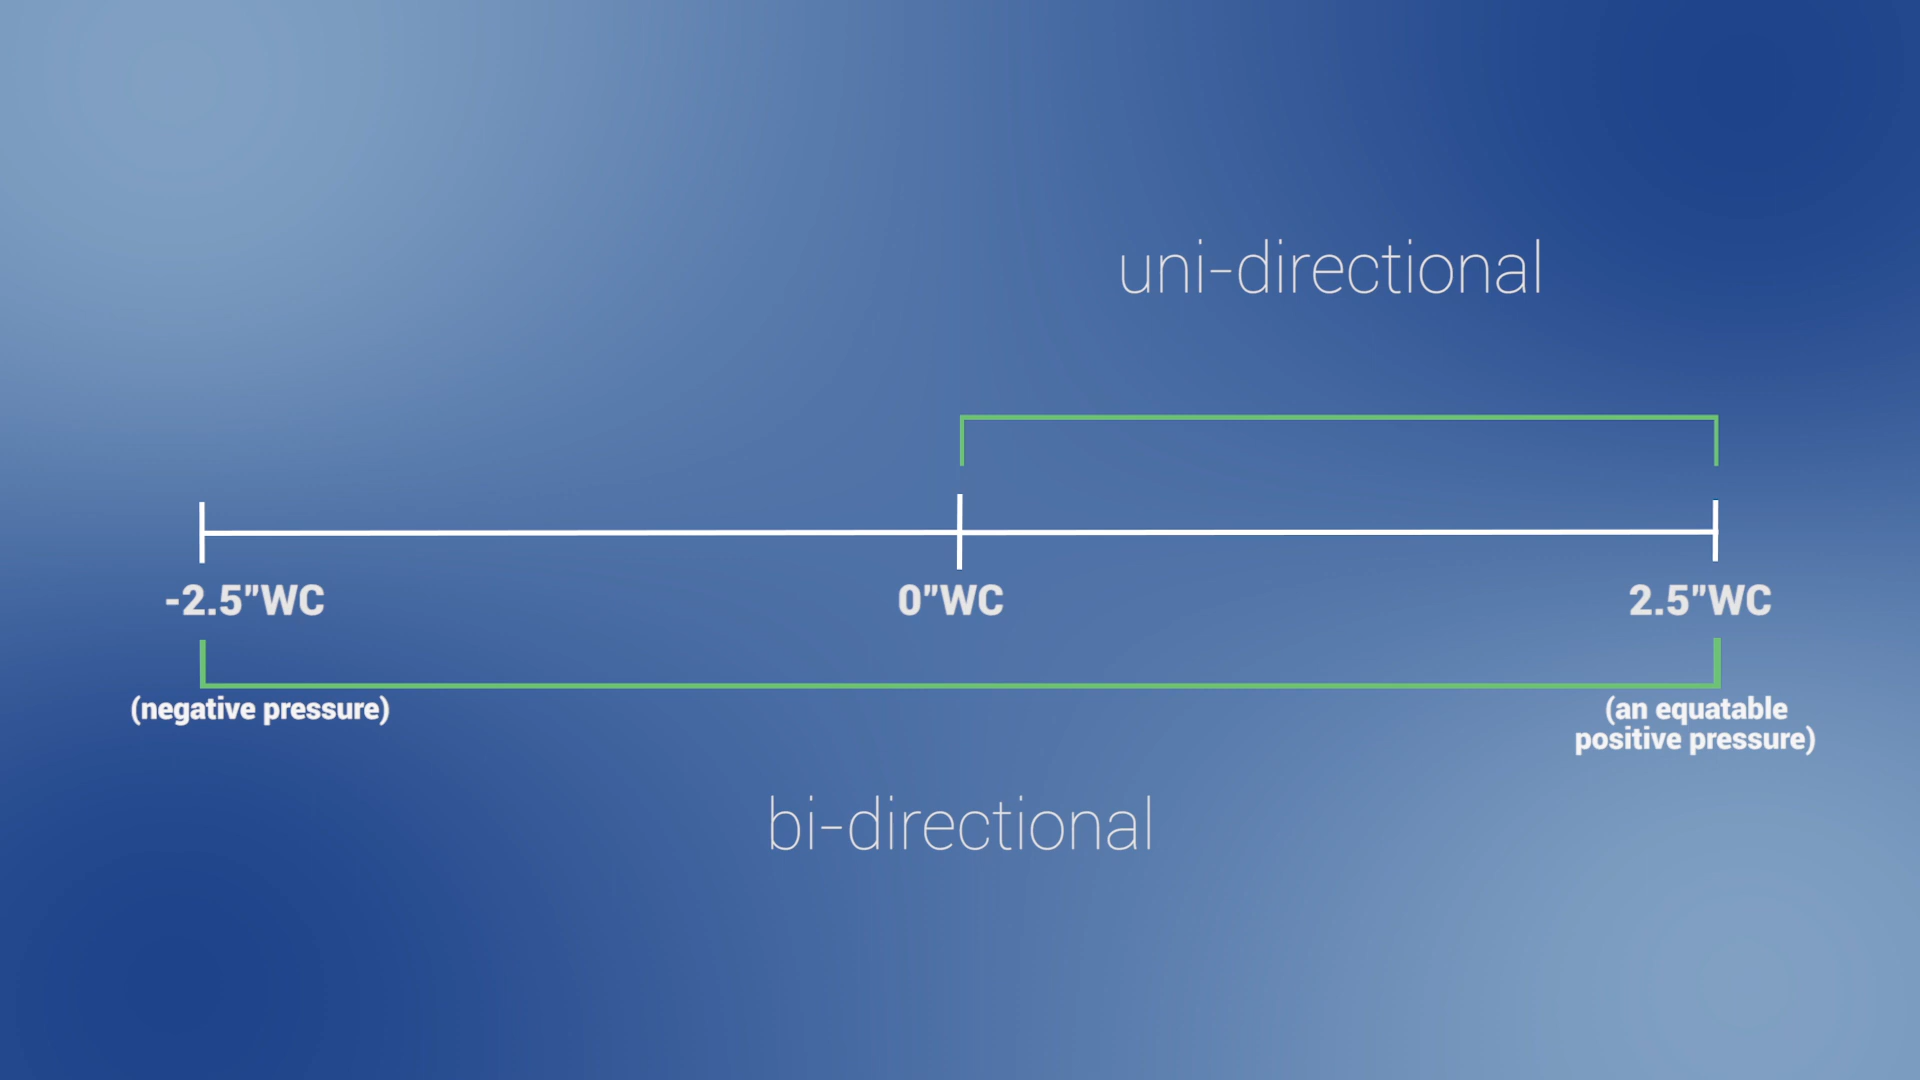 uni-directional
-2.5”WC
0”WC
2.5”WC
(negative pressure)
(an equatable
positive pressure)
bi-directional